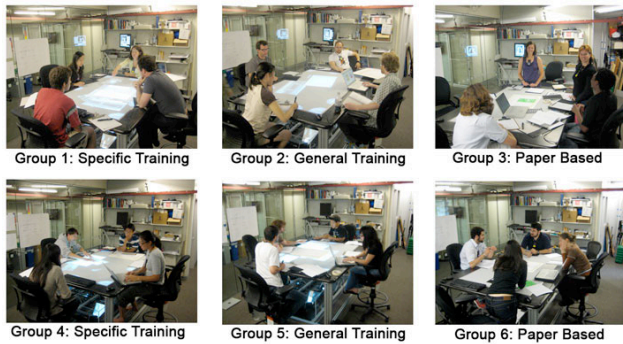 Group 1: Specific Training
Group 2: General Training
Group 3: Paper Based
Group 4: Specific Training
Group 5: General Training
Group 6: Paper Based